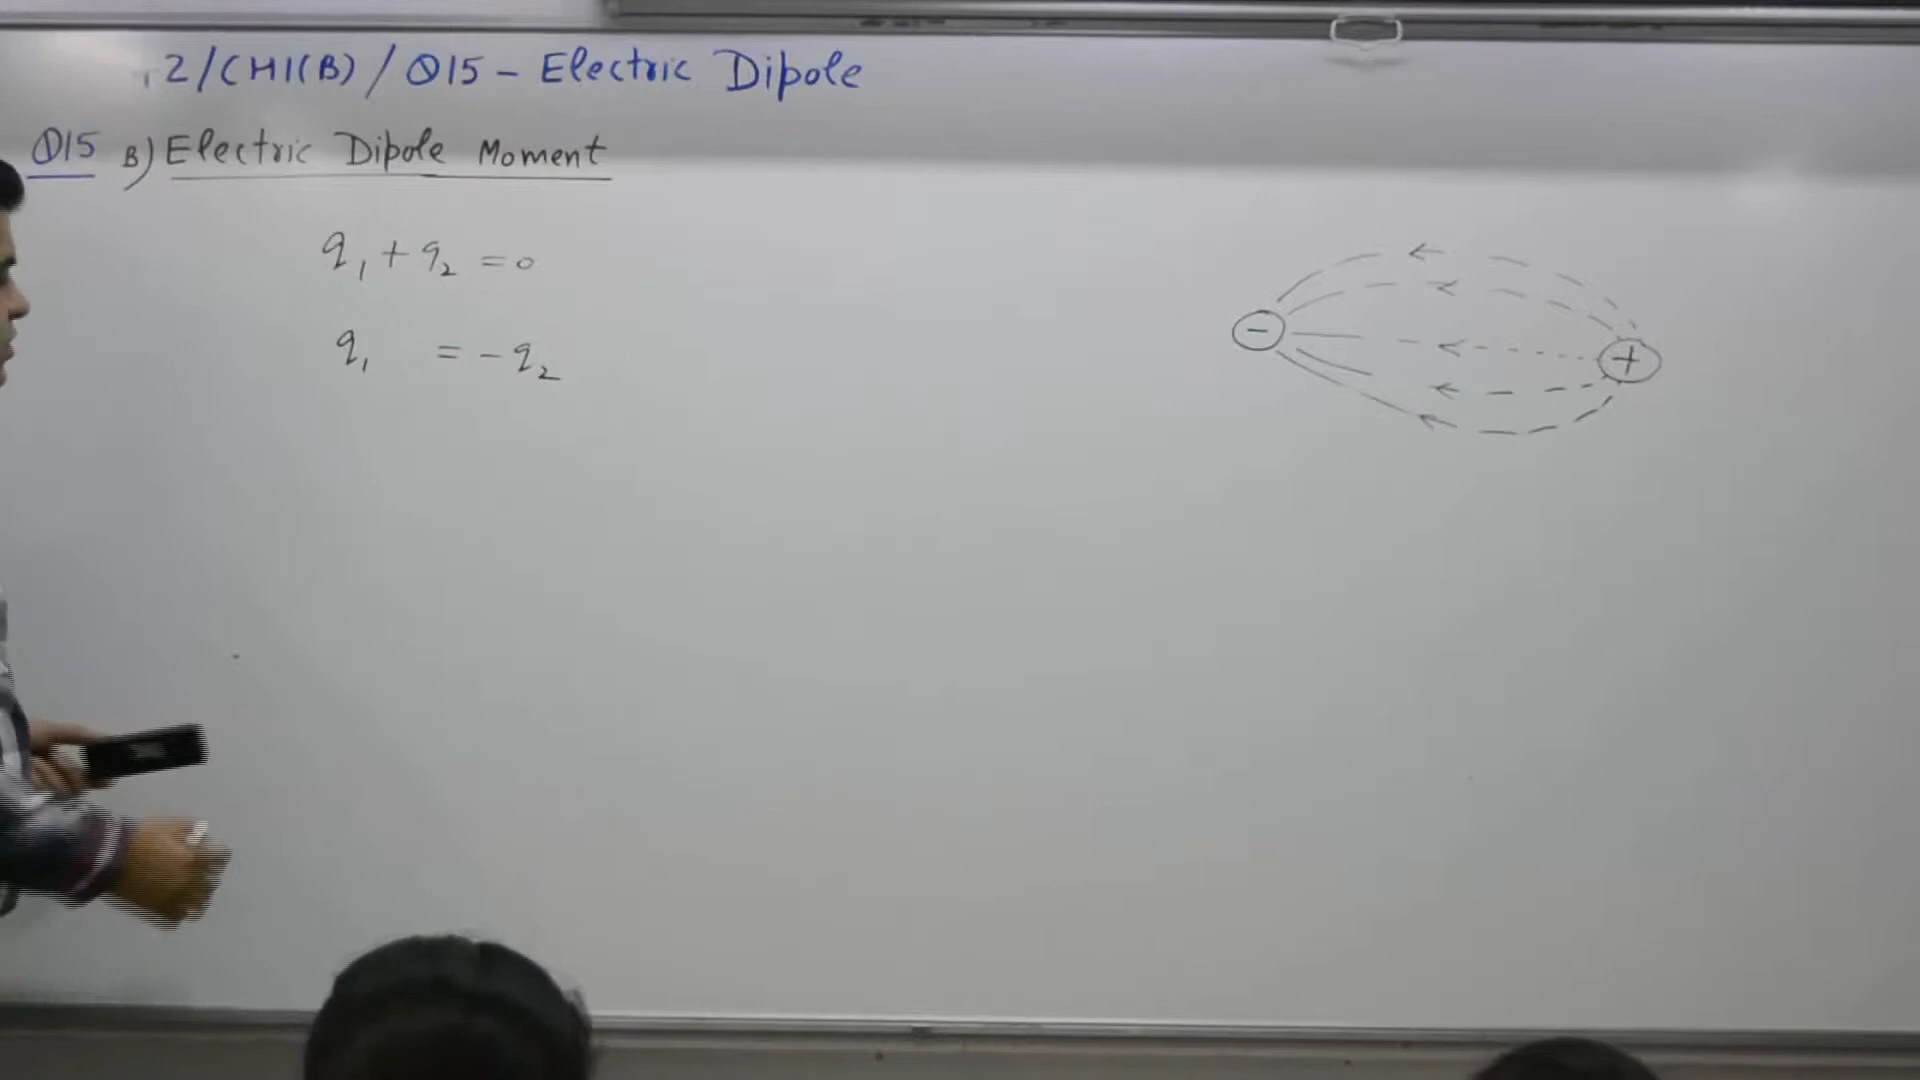 2/CH1(B)/Q15 - Electric Dipole
Q15 B) Electric Dipole Moment
q₁ + q₂ = 0
q₁ = - q₂
-
+